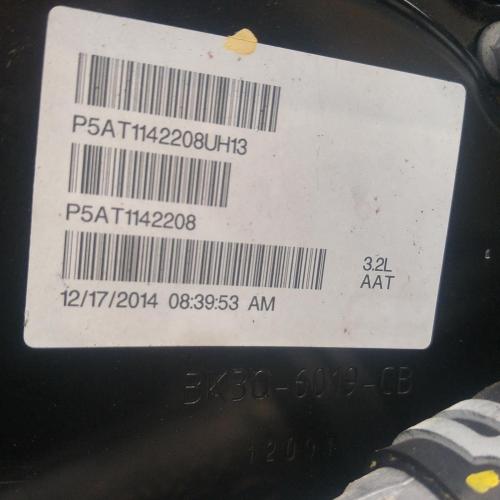 P5AT1142208UH13
P5AT1142208
3.2L
AAT
12/17/2014 08:39:53 AM
BK3Q-6019-CB